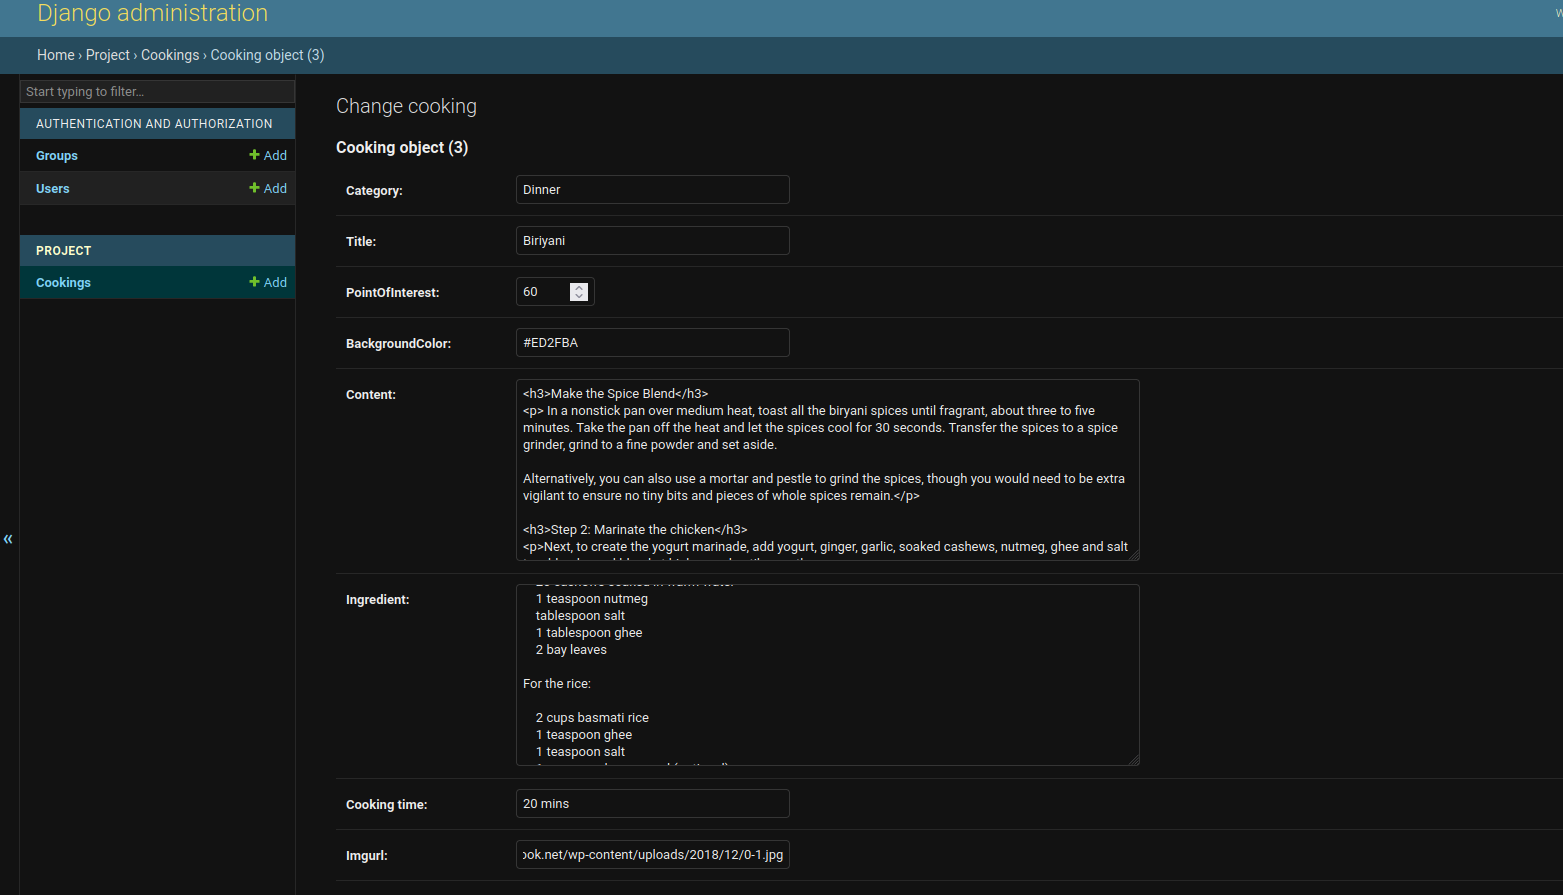 Django administration
Home › Project › Cookings › Cooking object (3)
Start typing to filter…
AUTHENTICATION AND AUTHORIZATION
Groups
Add
Users
Add
PROJECT
Cookings
Add
«
Change cooking
Cooking object (3)
Category:
Dinner
Title:
Biriyani
PointOfInterest:
60
BackgroundColor:
#ED2FBA
Content:
<h3>Make the Spice Blend</h3>
<p> In a nonstick pan over medium heat, toast all the biryani spices until fragrant, about three to five
minutes. Take the pan off the heat and let the spices cool for 30 seconds. Transfer the spices to a spice
grinder, grind to a fine powder and set aside.
Alternatively, you can also use a mortar and pestle to grind the spices, though you would need to be extra
vigilant to ensure no tiny bits and pieces of whole spices remain.</p>
<h3>Step 2: Marinate the chicken</h3>
<p>Next, to create the yogurt marinade, add yogurt, ginger, garlic, soaked cashews, nutmeg, ghee and salt
Ingredient:
1 teaspoon nutmeg
tablespoon salt
1 tablespoon ghee
2 bay leaves
For the rice:
2 cups basmati rice
1 teaspoon ghee
1 teaspoon salt
Cooking time:
20 mins
Imgurl:
ook.net/wp-content/uploads/2018/12/0-1.jpg